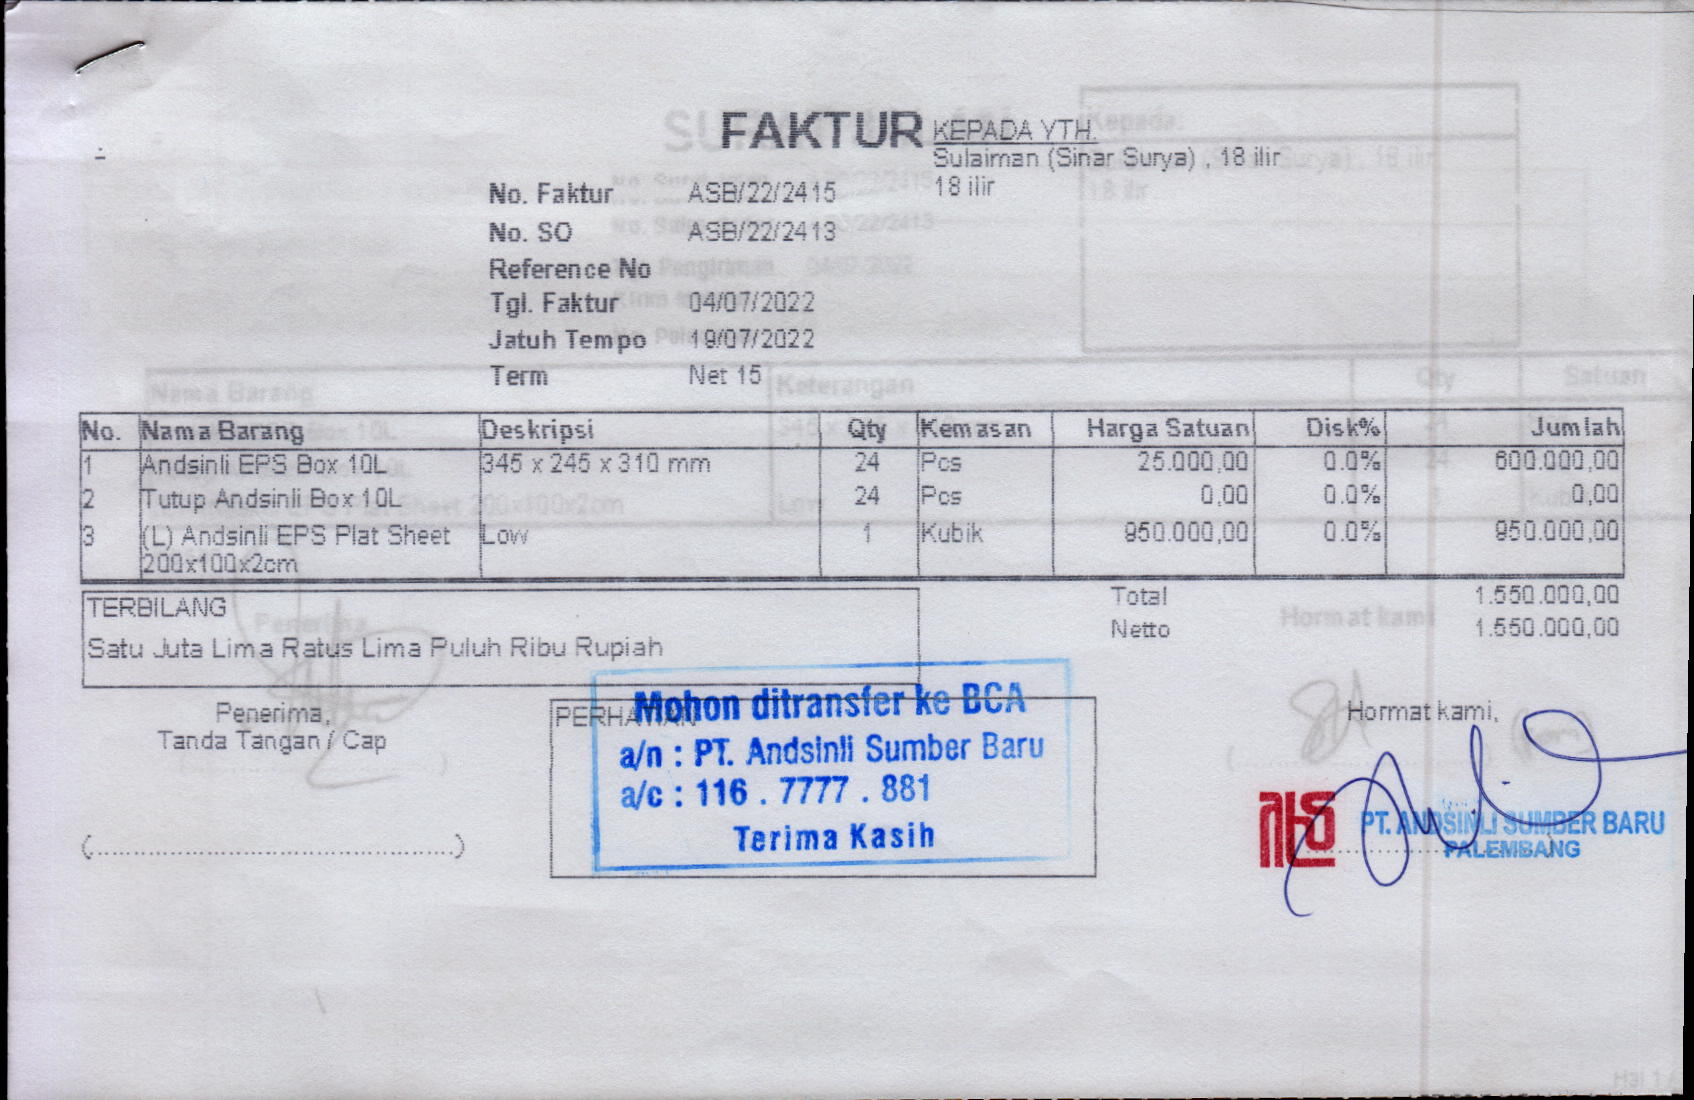 FAKTUR
KEPADA YTH.
Sulaiman (Sinar Surya) , 18 ilir
18 ilir
No. Faktur ASB/22/2415
No. SO ASB/22/2413
Reference No
Tgl. Faktur 04/07/2022
Jatuh Tempo 19/07/2022
Term Net 15
No. Nama Barang Deskripsi Qty Kemasan Harga Satuan Disk% Jumlah
1 Andsinli EPS Box 10L 345 x 245 x 310 mm 24 Pcs 25.000,00 0.0% 600.000,00
2 Tutup Andsinli Box 10L 24 Pcs 0,00 0.0% 0,00
3 (L) Andsinli EPS Plat Sheet Low 1 Kubik 950.000,00 0.0% 950.000,00
200x100x2cm
Total 1.550.000,00
Netto 1.550.000,00
TERBILANG
Satu Juta Lima Ratus Lima Puluh Ribu Rupiah
Penerima,
Tanda Tangan / Cap
PERHATIAN
Mohon ditransfer ke BCA
a/n : PT. Andsinli Sumber Baru
a/c : 116 . 7777 . 881
Terima Kasih
Hormat kami,
PT. ANDSINLI SUMBER BARU
PALEMBANG